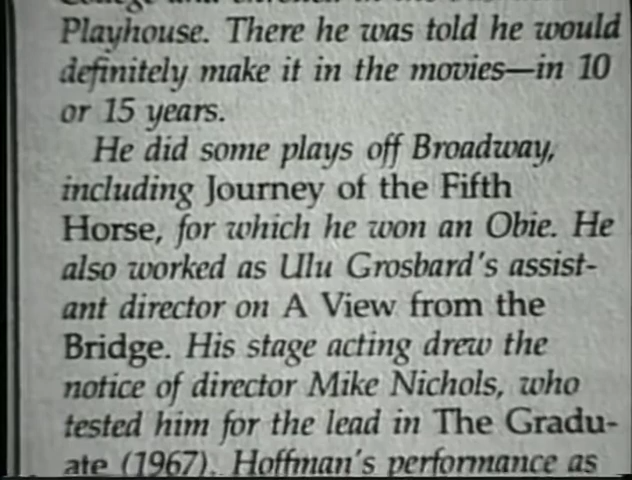 Playhouse. There he was told he would
definitely make it in the movies—in 10
or 15 years.
He did some plays off Broadway,
including Journey of the Fifth
Horse, for which he won an Obie. He
also worked as Ulu Grosbard's assist-
ant director on A View from the
Bridge. His stage acting drew the
notice of director Mike Nichols, who
tested him for the lead in The Gradu-
ate (1967). Hoffman's performance as